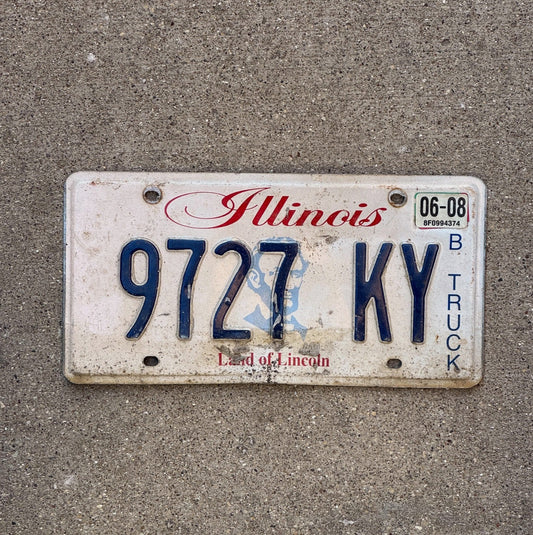 Illinois
06-08
8F0994374
9727 KY
B TRUCK
Land of Lincoln